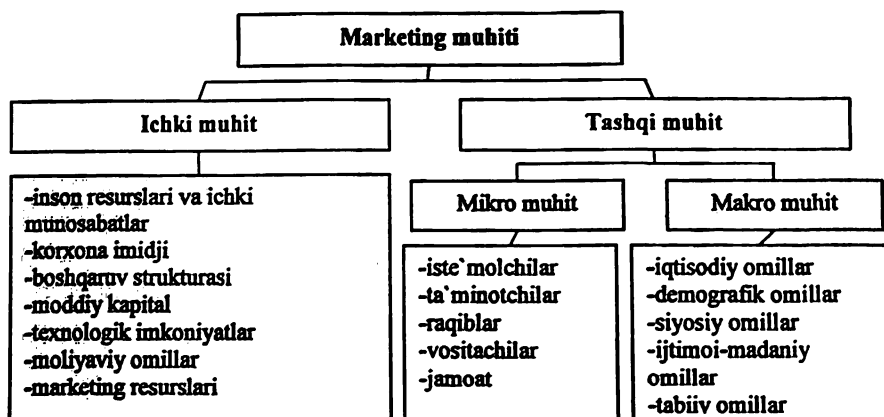 Marketing muhiti
Ichki muhit
Tashqi muhit
-inson resurslari va ichki
munosabatlar
-korxona imidji
-boshqaruv strukturasi
-moddiy kapital
-texnologik imkoniyatlar
-moliyaviy omillar
-marketing resurslari
Mikro muhit
Makro muhit
-iste`molchilar
-ta`minotchilar
-raqiblar
-vositachilar
-jamoat
-iqtisodiy omillar
-demografik omillar
-siyosiy omillar
-ijtimoi-madaniy
omillar
-tabiiv omillar